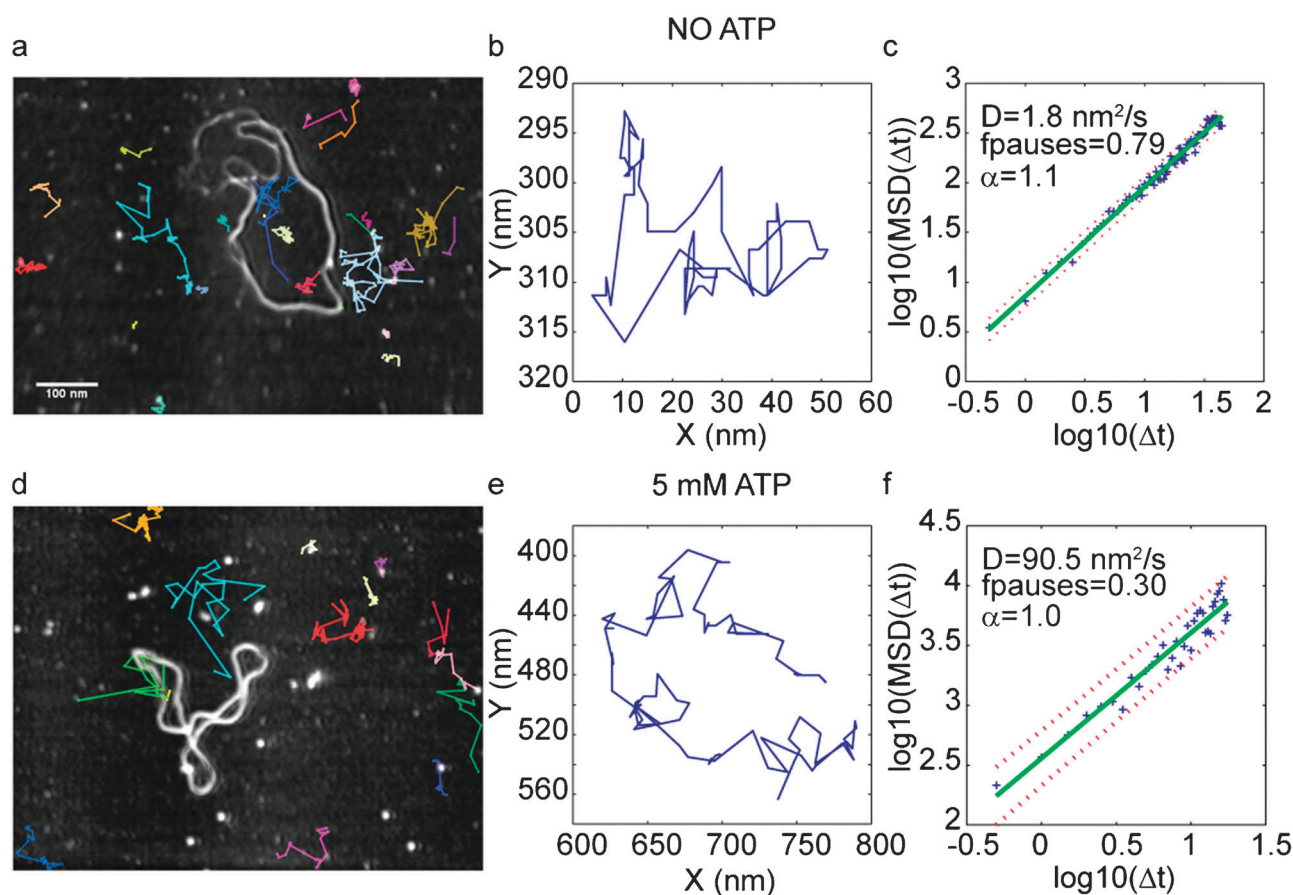 NO ATP
a
b
c
100 nm
290
295
300
305
310
315
320
Y (nm)
0 10 20 30 40 50 60
X (nm)
3
2.5
2
1.5
1
0.5
0
log10(MSD(Δt))
D=1.8 nm²/s
fpauses=0.79
α=1.1
-0.5 0 0.5 1 1.5 2
log10(Δt)
5 mM ATP
d
e
f
400
440
480
520
560
Y (nm)
600 650 700 750 800
X (nm)
4.5
4
3.5
3
2.5
2
log10(MSD(Δt))
D=90.5 nm²/s
fpauses=0.30
α=1.0
-0.5 0 0.5 1 1.5
log10(Δt)